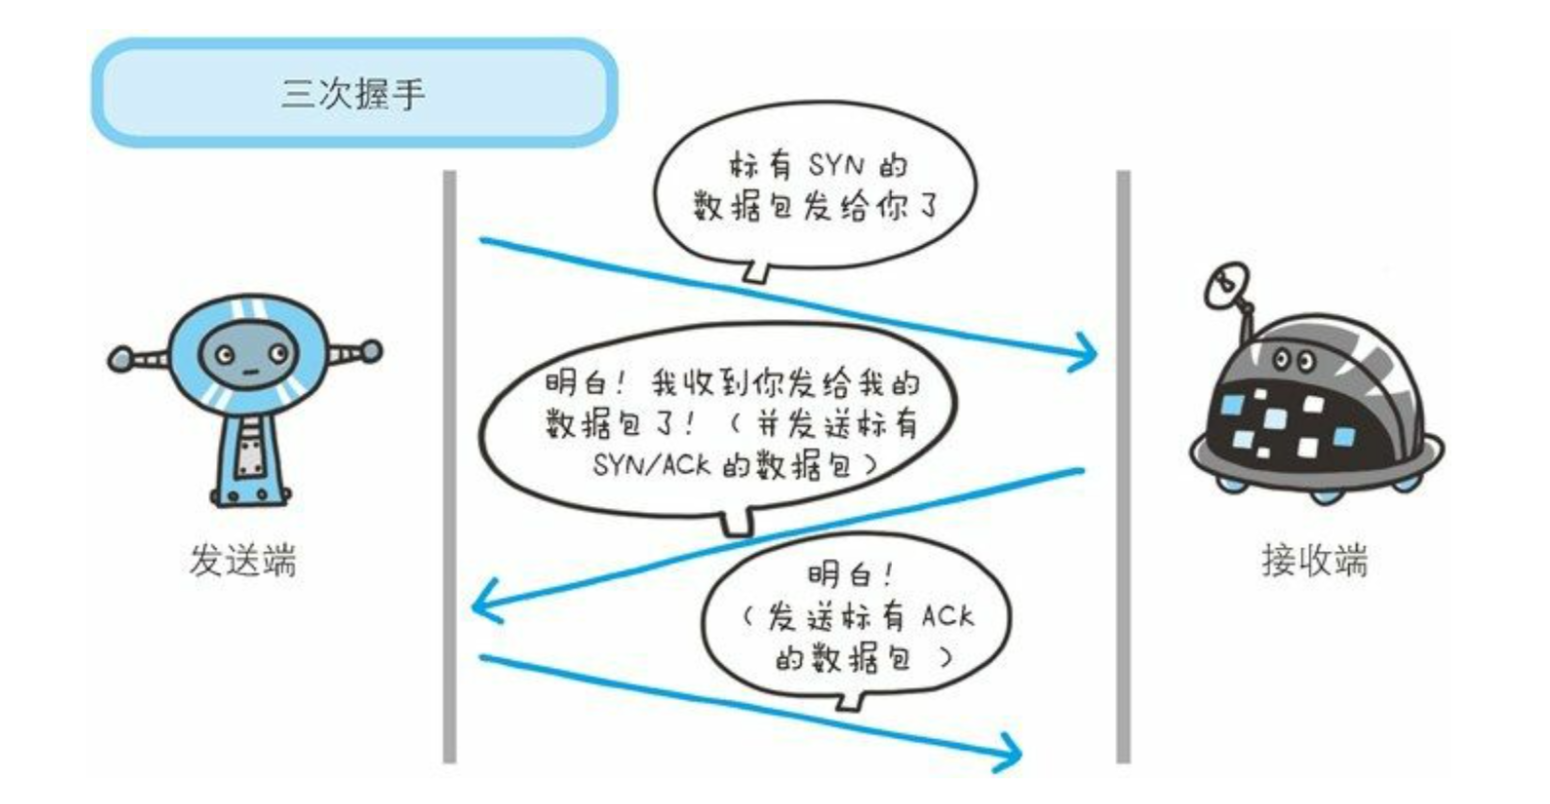 三次握手
标有 SYN 的
数据包发给你了
明白！我收到你发给我的
数据包了！（并发送标有
SYN/ACK 的数据包）
明白！
（发送标有 ACK
的数据包 ）
发送端
接收端